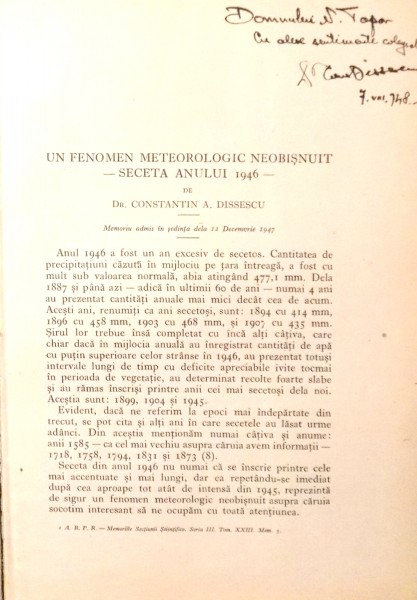 Domnului N. Topor
Cu alese sentimente colegiale
7.VIII.948.
UN FENOMEN METEOROLOGIC NEOBIȘNUIT
— SECETA ANULUI 1946 —
DE
DR. CONSTANTIN A. DISSESCU
Memoriu admis în ședința dela 12 Decemvrie 1947
Anul 1946 a fost un an excesiv de secetos. Cantitatea de
precipitațiuni căzută în mijlociu pe țara întreagă, a fost cu
mult sub valoarea normală, abia atingând 477,1 mm. Dela
1887 și până azi — adică în ultimii 60 de ani — numai 4 ani
au prezentat cantități anuale mai mici decât cea de acum.
Acești ani, renumiți ca ani secetoși, sunt: 1894 cu 414 mm,
1896 cu 458 mm, 1903 cu 468 mm, și 1907 cu 435 mm.
Șirul lor trebue însă completat cu încă alți câțiva, care
chiar dacă în mijlocia anuală au înregistrat cantități de apă
cu puțin superioare celor strânse în 1946, au prezentat totuși
intervale lungi de timp cu deficite apreciabile ivite tocmai
în perioada de vegetație, au determinat recolte foarte slabe
și au rămas înscriși printre anii cei mai secetoși dela noi.
Aceștia sunt: 1899, 1904 și 1945.
Evident, dacă ne referim la epoci mai îndepărtate din
trecut, se pot cita și alți ani în care secetele au lăsat urme
adânci. Din aceștia menționăm numai câțiva și anume:
anii 1585 — ca cel mai vechiu asupra căruia avem informații —
1718, 1758, 1794, 1831 și 1873 (8).
Seceta din anul 1946 nu numai că se înscrie printre cele
mai accentuate și mai lungi, dar ca repetându-se imediat
după cea aproape tot atât de intensă din 1945, reprezintă
de sigur un fenomen meteorologic neobișnuit asupra căruia
socotim interesant să ne ocupăm cu toată atențiunea.
1 A. R. P. R. — Memoriile Secțiunii Științifice. Seria III. Tom. XXIII. Mem. 5.